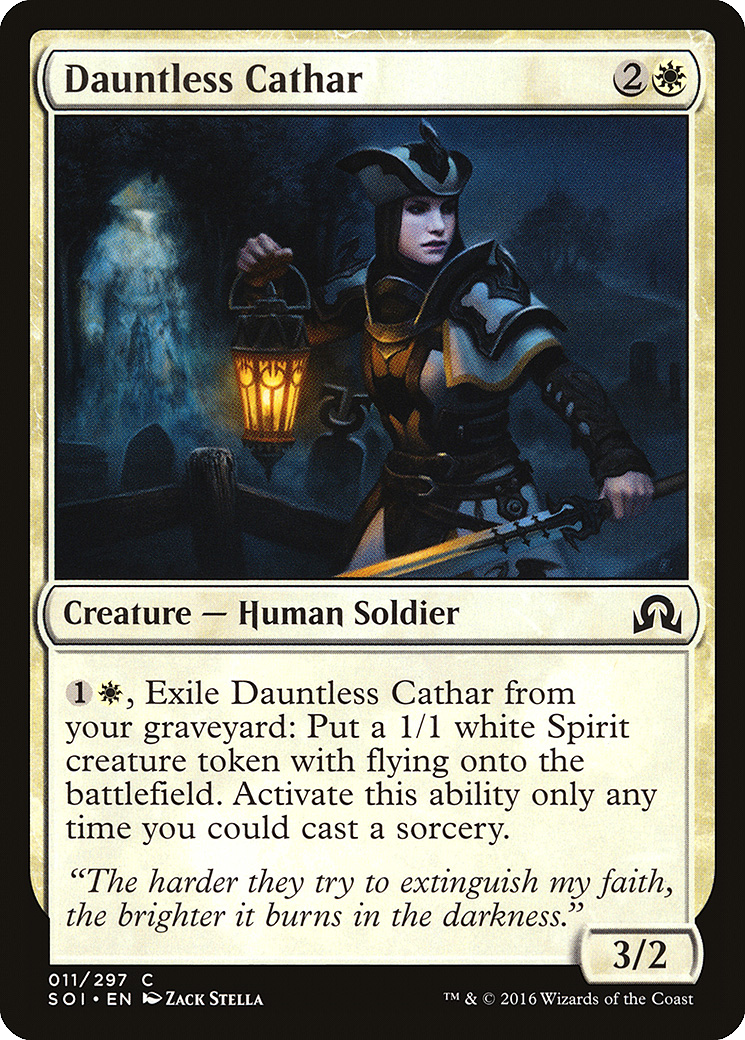 Dauntless Cathar 2
Creature — Human Soldier
1, Exile Dauntless Cathar from
your graveyard: Put a 1/1 white Spirit
creature token with flying onto the
battlefield. Activate this ability only any
time you could cast a sorcery.
“The harder they try to extinguish my faith,
the brighter it burns in the darkness.”
3/2
011/297 C
SOI • EN Zack Stella ™ & © 2016 Wizards of the Coast